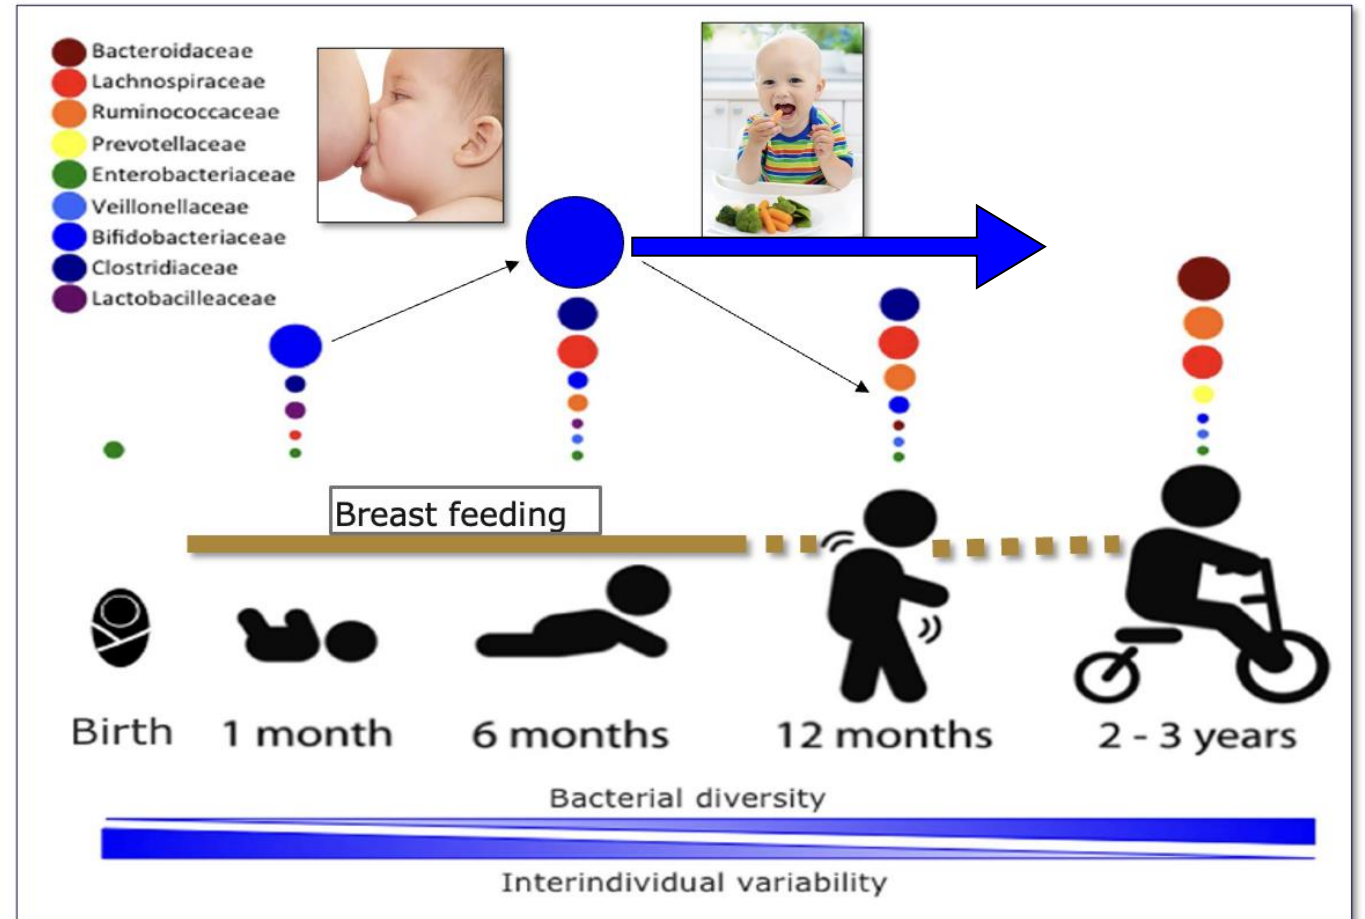 Bacteroidaceae
Lachnospiraceae
Ruminococcaceae
Prevotellaceae
Enterobacteriaceae
Veillonellaceae
Bifidobacteriaceae
Clostridiaceae
Lactobacilleaceae
Breast feeding
Birth
1 month
6 months
12 months
2 - 3 years
Bacterial diversity
Interindividual variability